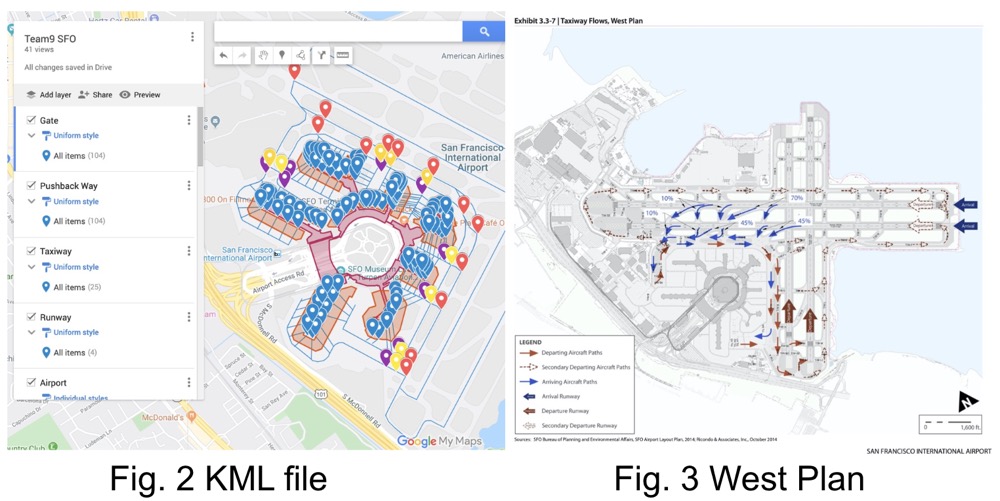 Team9 SFO
41 views
All changes saved in Drive
Add layer
Share
Preview
Gate
Uniform style
All items (104)
Pushback Way
Uniform style
All items (104)
Taxiway
Uniform style
All items (25)
Runway
Uniform style
All items (4)
Airport
Individual styles
American Airlines
San Francisco
International
Airport
San Francisco
International Airport
Airport Access Rd
SFO Museum
S McDonnell Rd
S McDonnell Rd
101
McDonald's
Google My Maps
Fig. 2 KML file
Exhibit 3.3-7 | Taxiway Flows, West Plan
10%
70%
10%
45%
45%
Arrival
Arrival
LEGEND
Departing Aircraft Paths
Secondary Departing Aircraft Paths
Arriving Aircraft Paths
Arrival Runway
Departure Runway
Secondary Departure Runway
N
0
1,600 ft.
Sources: SFO Bureau of Planning and Environmental Affairs, SFO Airport Layout Plan, 2014; Ricondo & Associates, Inc., October 2014
SAN FRANCISCO INTERNATIONAL AIRPORT
Fig. 3 West Plan